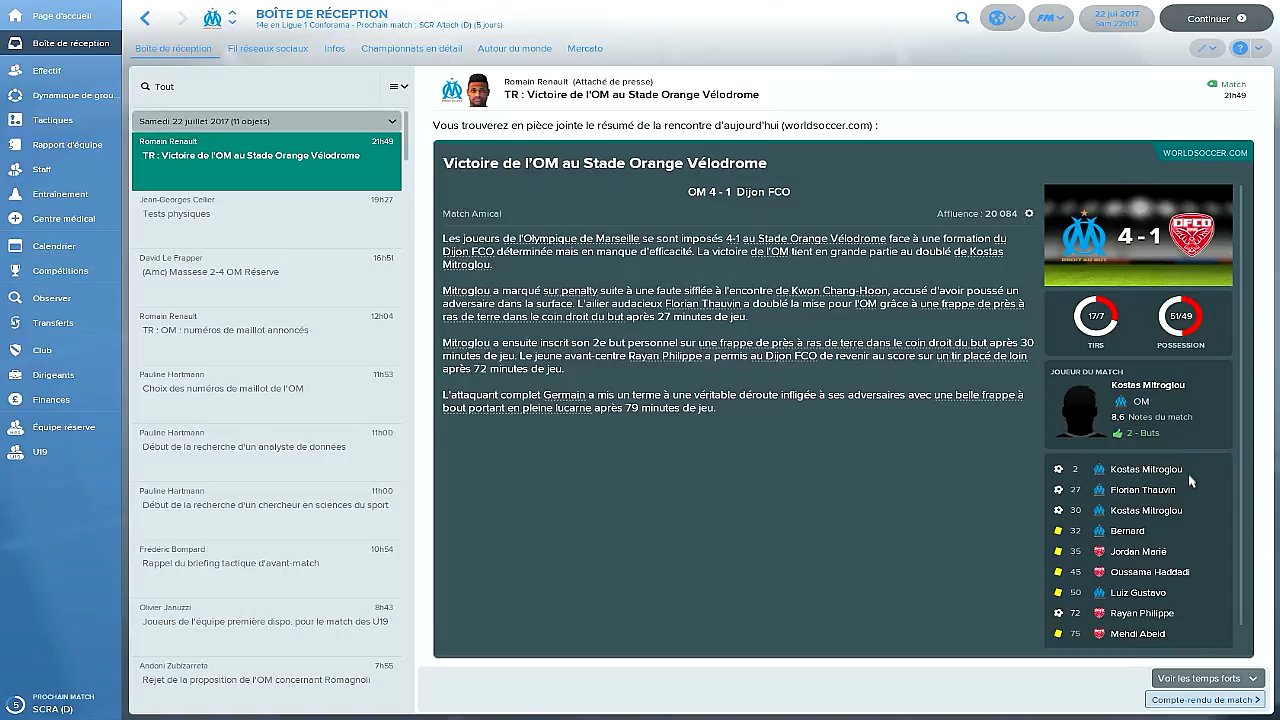 Page d'accueil
Boîte de réception
Effectif
Dynamique de grou...
Tactiques
Rapport d'équipe
Staff
Entraînement
Centre médical
Calendrier
Compétitions
Observer
Transferts
Club
Dirigeants
Finances
Équipe réserve
U19
5
PROCHAIN MATCH
SCRA (D)
BOÎTE DE RÉCEPTION
14e en Ligue 1 Conforama - Prochain match : SCR Altach (D) (5 jours)
FM
22 jui 2017
Sam 22h00
Continuer
Boîte de réception
Fil réseaux sociaux
Infos
Championnats en détail
Autour du monde
Mercato
?
Tout
Samedi 22 juillet 2017 (11 objets)
Romain Renault 21h49
TR : Victoire de l'OM au Stade Orange Vélodrome
Jean-Georges Cellier 19h27
Tests physiques
David Le Frapper 16h51
(Amc) Massese 2-4 OM Réserve
Romain Renault 12h04
TR : OM : numéros de maillot annoncés
Pauline Hartmann 11h53
Choix des numéros de maillot de l'OM
Pauline Hartmann 11h00
Début de la recherche d'un analyste de données
Pauline Hartmann 11h00
Début de la recherche d'un chercheur en sciences du sport
Frédéric Bompard 10h54
Rappel du briefing tactique d'avant-match
Olivier Januzzi 8h43
Joueurs de l'équipe première dispo. pour le match des U19
Andoni Zubizarreta 7h55
Rejet de la proposition de l'OM concernant Romagnoli
Romain Renault (Attaché de presse)
TR : Victoire de l'OM au Stade Orange Vélodrome
Match
21h49
Vous trouverez en pièce jointe le résumé de la rencontre d'aujourd'hui (worldsoccer.com) :
WORLDSOCCER.COM
Victoire de l'OM au Stade Orange Vélodrome
OM 4 - 1 Dijon FCO
Match Amical
Affluence : 20 084
Les joueurs de l'Olympique de Marseille se sont imposés 4-1 au Stade Orange Vélodrome face à une formation du
Dijon FCO déterminée mais en manque d'efficacité. La victoire de l'OM tient en grande partie au doublé de Kostas
Mitroglou.
Mitroglou a marqué sur penalty suite à une faute sifflée à l'encontre de Kwon Chang-Hoon, accusé d'avoir poussé un
adversaire dans la surface. L'ailier audacieux Florian Thauvin a doublé la mise pour l'OM grâce à une frappe de près à
ras de terre dans le coin droit du but après 27 minutes de jeu.
Mitroglou a ensuite inscrit son 2e but personnel sur une frappe de près à ras de terre dans le coin droit du but après 30
minutes de jeu. Le jeune avant-centre Rayan Philippe a permis au Dijon FCO de revenir au score sur un tir placé de loin
après 72 minutes de jeu.
L'attaquant complet Germain a mis un terme à une véritable déroute infligée à ses adversaires avec une belle frappe à
bout portant en pleine lucarne après 79 minutes de jeu.
DROIT AU BUT
4 - 1
DFCO
17/7
TIRS
51/49
POSSESSION
JOUEUR DU MATCH
Kostas Mitroglou
OM
8,6 Notes du match
2 - Buts
2 Kostas Mitroglou
27 Florian Thauvin
30 Kostas Mitroglou
32 Bernard
35 Jordan Marié
45 Oussama Haddadi
50 Luiz Gustavo
72 Rayan Philippe
75 Mehdi Abeid
Voir les temps forts
Compte-rendu de match